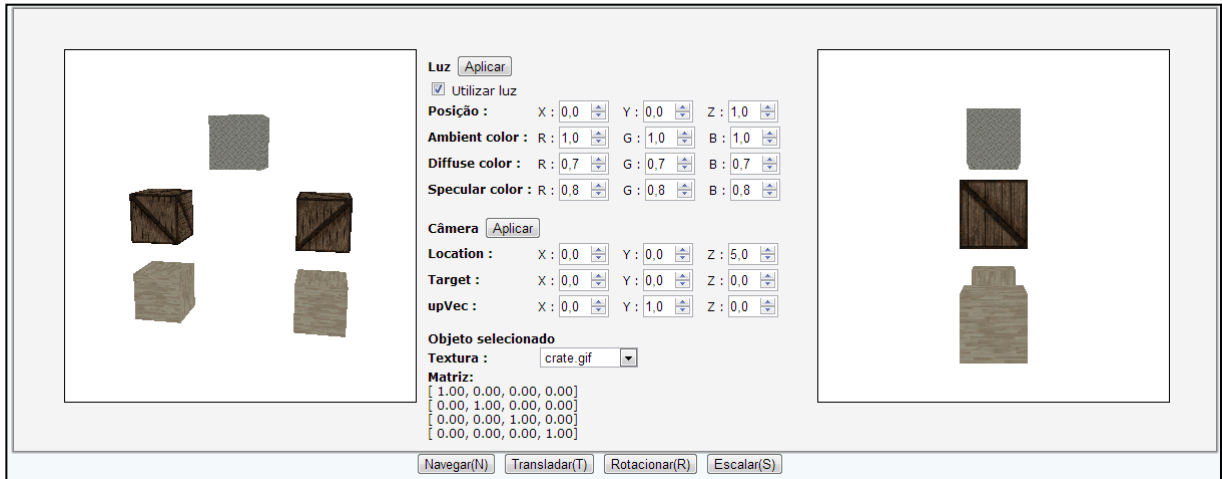 Luz Aplicar
Utilizar luz
Posição : X : 0,0 Y : 0,0 Z : 1,0
Ambient color : R : 1,0 G : 1,0 B : 1,0
Diffuse color : R : 0,7 G : 0,7 B : 0,7
Specular color : R : 0,8 G : 0,8 B : 0,8
Câmera Aplicar
Location : X : 0,0 Y : 0,0 Z : 5,0
Target : X : 0,0 Y : 0,0 Z : 0,0
upVec : X : 0,0 Y : 1,0 Z : 0,0
Objeto selecionado
Textura : crate.gif
Matriz:
[ 1.00, 0.00, 0.00, 0.00]
[ 0.00, 1.00, 0.00, 0.00]
[ 0.00, 0.00, 1.00, 0.00]
[ 0.00, 0.00, 0.00, 1.00]
Navegar(N) Transladar(T) Rotacionar(R) Escalar(S)